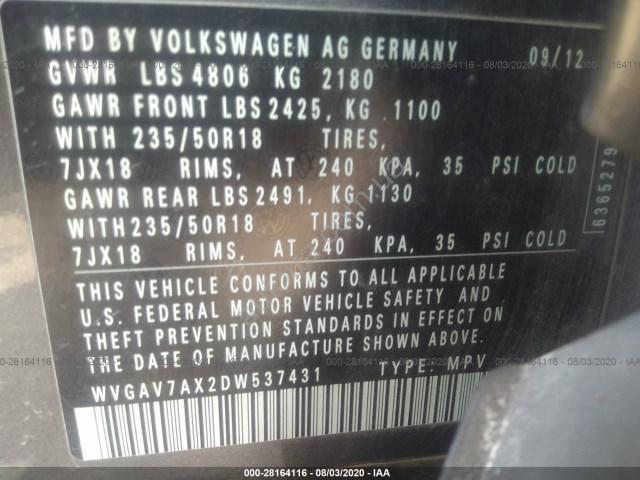 MFD BY VOLKSWAGEN AG GERMANY 09/12
GVWR LBS 4806 KG 2180
GAWR FRONT LBS 2425, KG 1100
WITH 235/50R18 TIRES,
7JX18 RIMS, AT 240 KPA, 35 PSI COLD
GAWR REAR LBS 2491, KG 1130
WITH 235/50R18 TIRES,
7JX18 RIMS, AT 240 KPA, 35 PSI COLD
6365279
THIS VEHICLE CONFORMS TO ALL APPLICABLE
U.S. FEDERAL MOTOR VEHICLE SAFETY AND
THEFT PREVENTION STANDARDS IN EFFECT ON
THE DATE OF MANUFACTURE SHOWN ABOVE.
WVGAV7AX2DW537431 TYPE: MPV
000-28164116 - 08/03/2020 - IAA